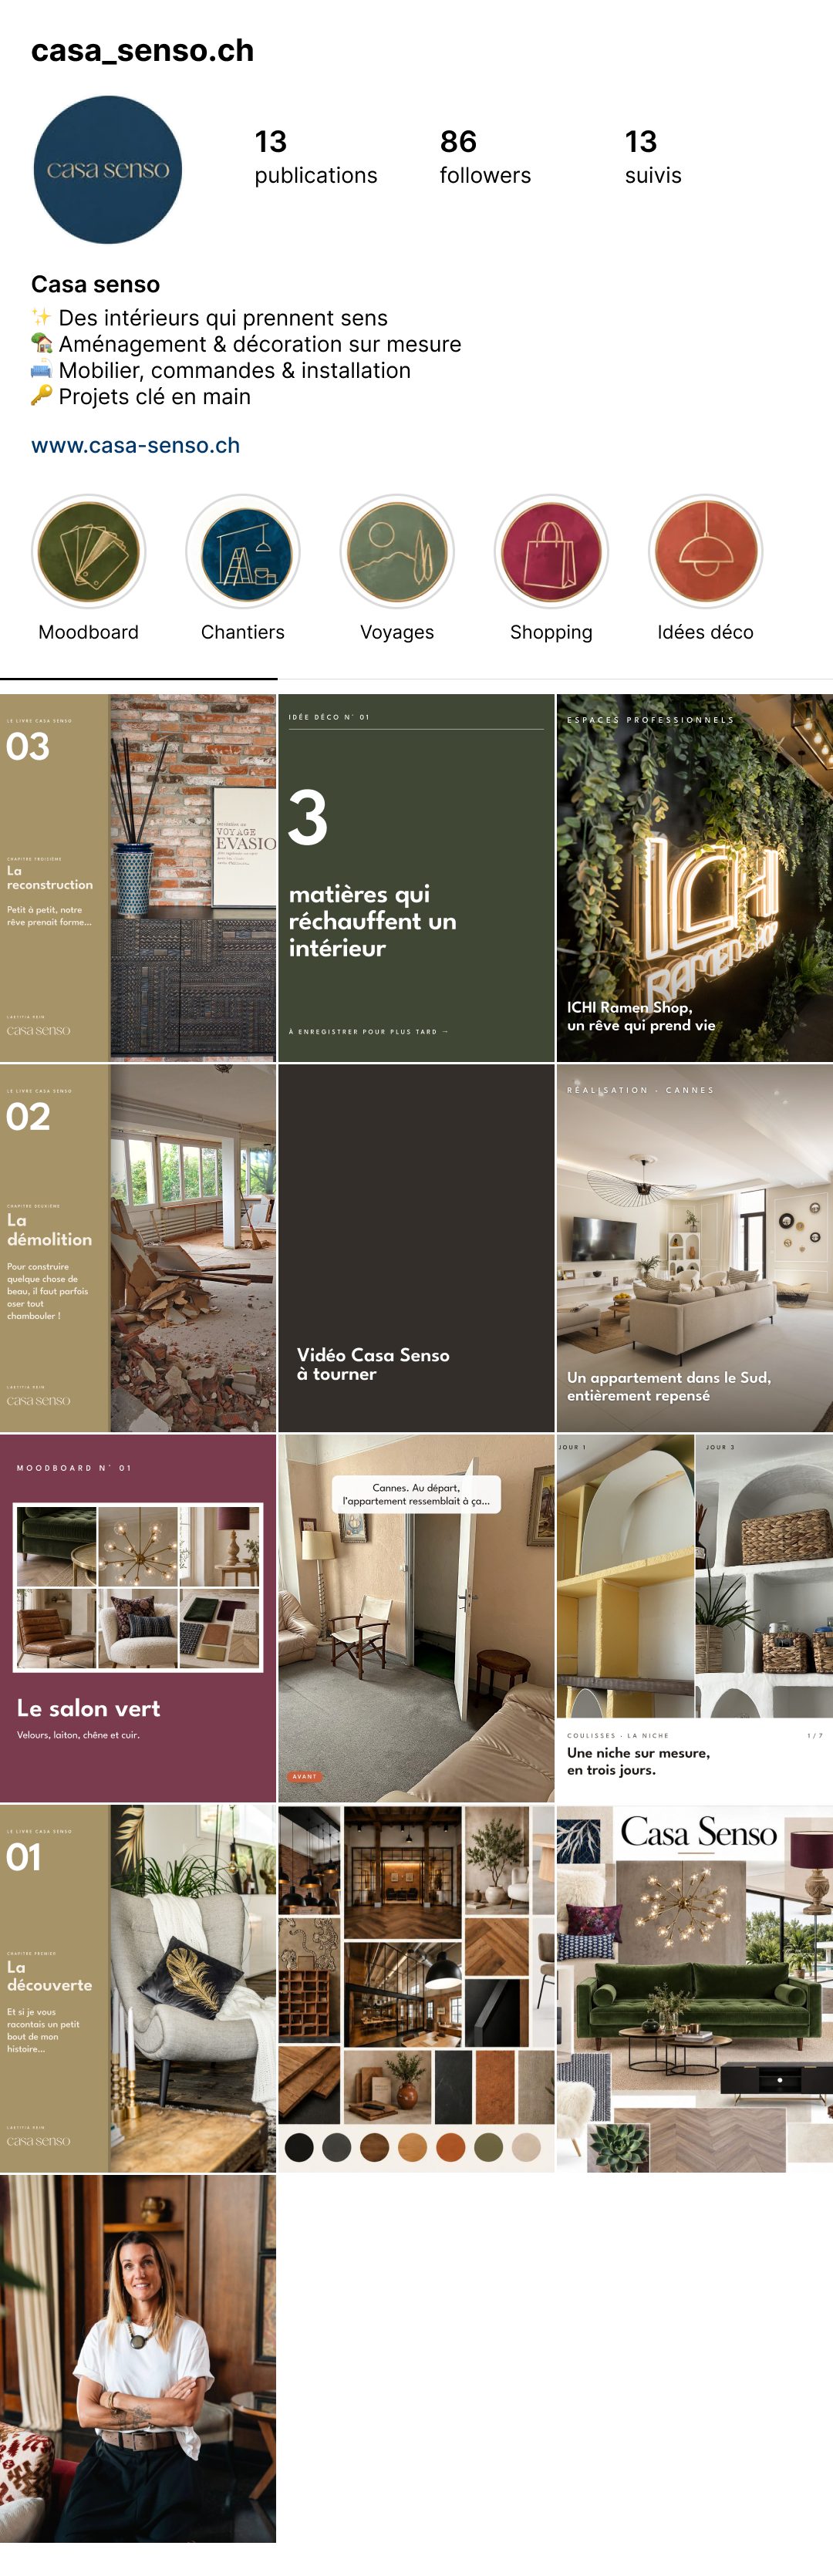 casa_senso.ch
casa senso
13
publications
86
followers
13
suivis
Casa senso
✨ Des intérieurs qui prennent sens
🏡 Aménagement & décoration sur mesure
🛋️ Mobilier, commandes & installation
🔑 Projets clé en main
www.casa-senso.ch
Moodboard
Chantiers
Voyages
Shopping
Idées déco
LE LIVRE CASA SENSO
03
CHAPITRE TROISIÈME
La
reconstruction
Petit à petit, notre
rêve prenait forme...
casa senso
VOYAGE
EVASIO
IDÉE DÉCO N° 01
3
matières qui
réchauffent un
intérieur
À ENREGISTRER POUR PLUS TARD →
ESPACES PROFESSIONNELS
ICHI
RAMEN SHOP
ICHI Ramen Shop,
un rêve qui prend vie
LE LIVRE CASA SENSO
02
CHAPITRE DEUXIÈME
La
démolition
Pour construire
quelque chose de
beau, il faut parfois
oser tout
chambouler !
casa senso
Vidéo Casa Senso
à tourner
RÉALISATION - CANNES
Un appartement dans le Sud,
entièrement repensé
MOODBOARD N° 01
Le salon vert
Velours, laiton, chêne et cuir.
Cannes. Au départ,
l'appartement ressemblait à ça...
AVANT
JOUR 1
JOUR 3
COULISSES - LA NICHE
1 / 7
Une niche sur mesure,
en trois jours.
LE LIVRE CASA SENSO
01
CHAPITRE PREMIER
La
découverte
Et si je vous
racontais un petit
bout de mon
histoire...
casa senso
Casa Senso